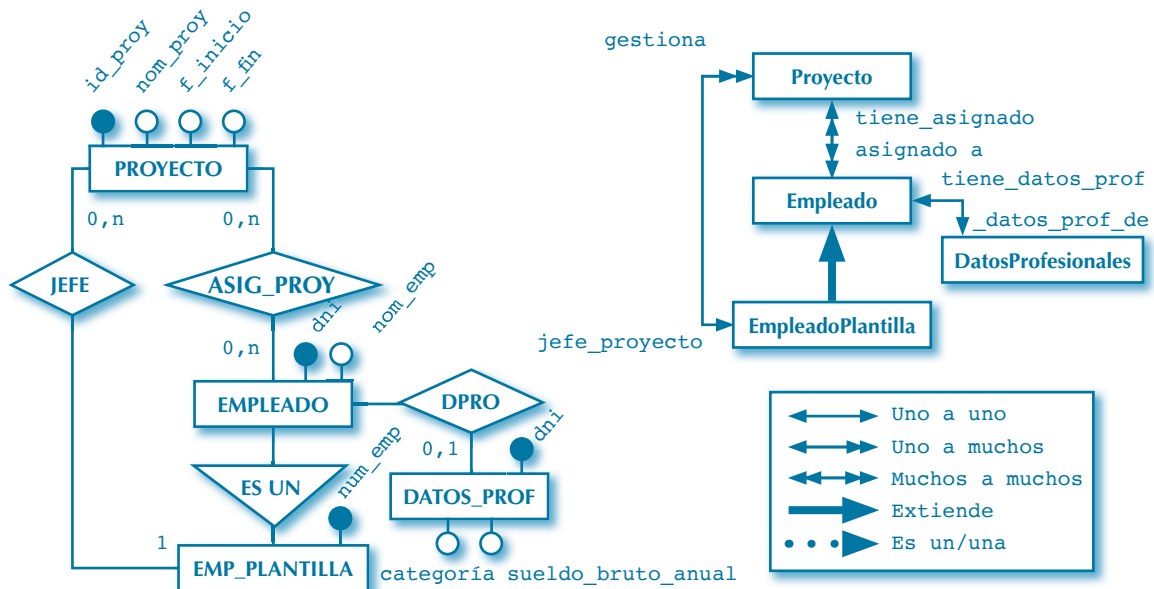 id_proy
nom_proy
f_inicio
f_fin
PROYECTO
0,n
0,n
JEFE
ASIG_PROY
0,n
dni
nom_emp
EMPLEADO
DPRO
0,1
dni
ES UN
num_emp
DATOS_PROF
1
EMP_PLANTILLA
categoría sueldo_bruto_anual
gestiona
Proyecto
tiene_asignado
asignado a
tiene_datos_prof
Empleado
_datos_prof_de
DatosProfesionales
EmpleadoPlantilla
jefe_proyecto
Uno a uno
Uno a muchos
Muchos a muchos
Extiende
Es un/una